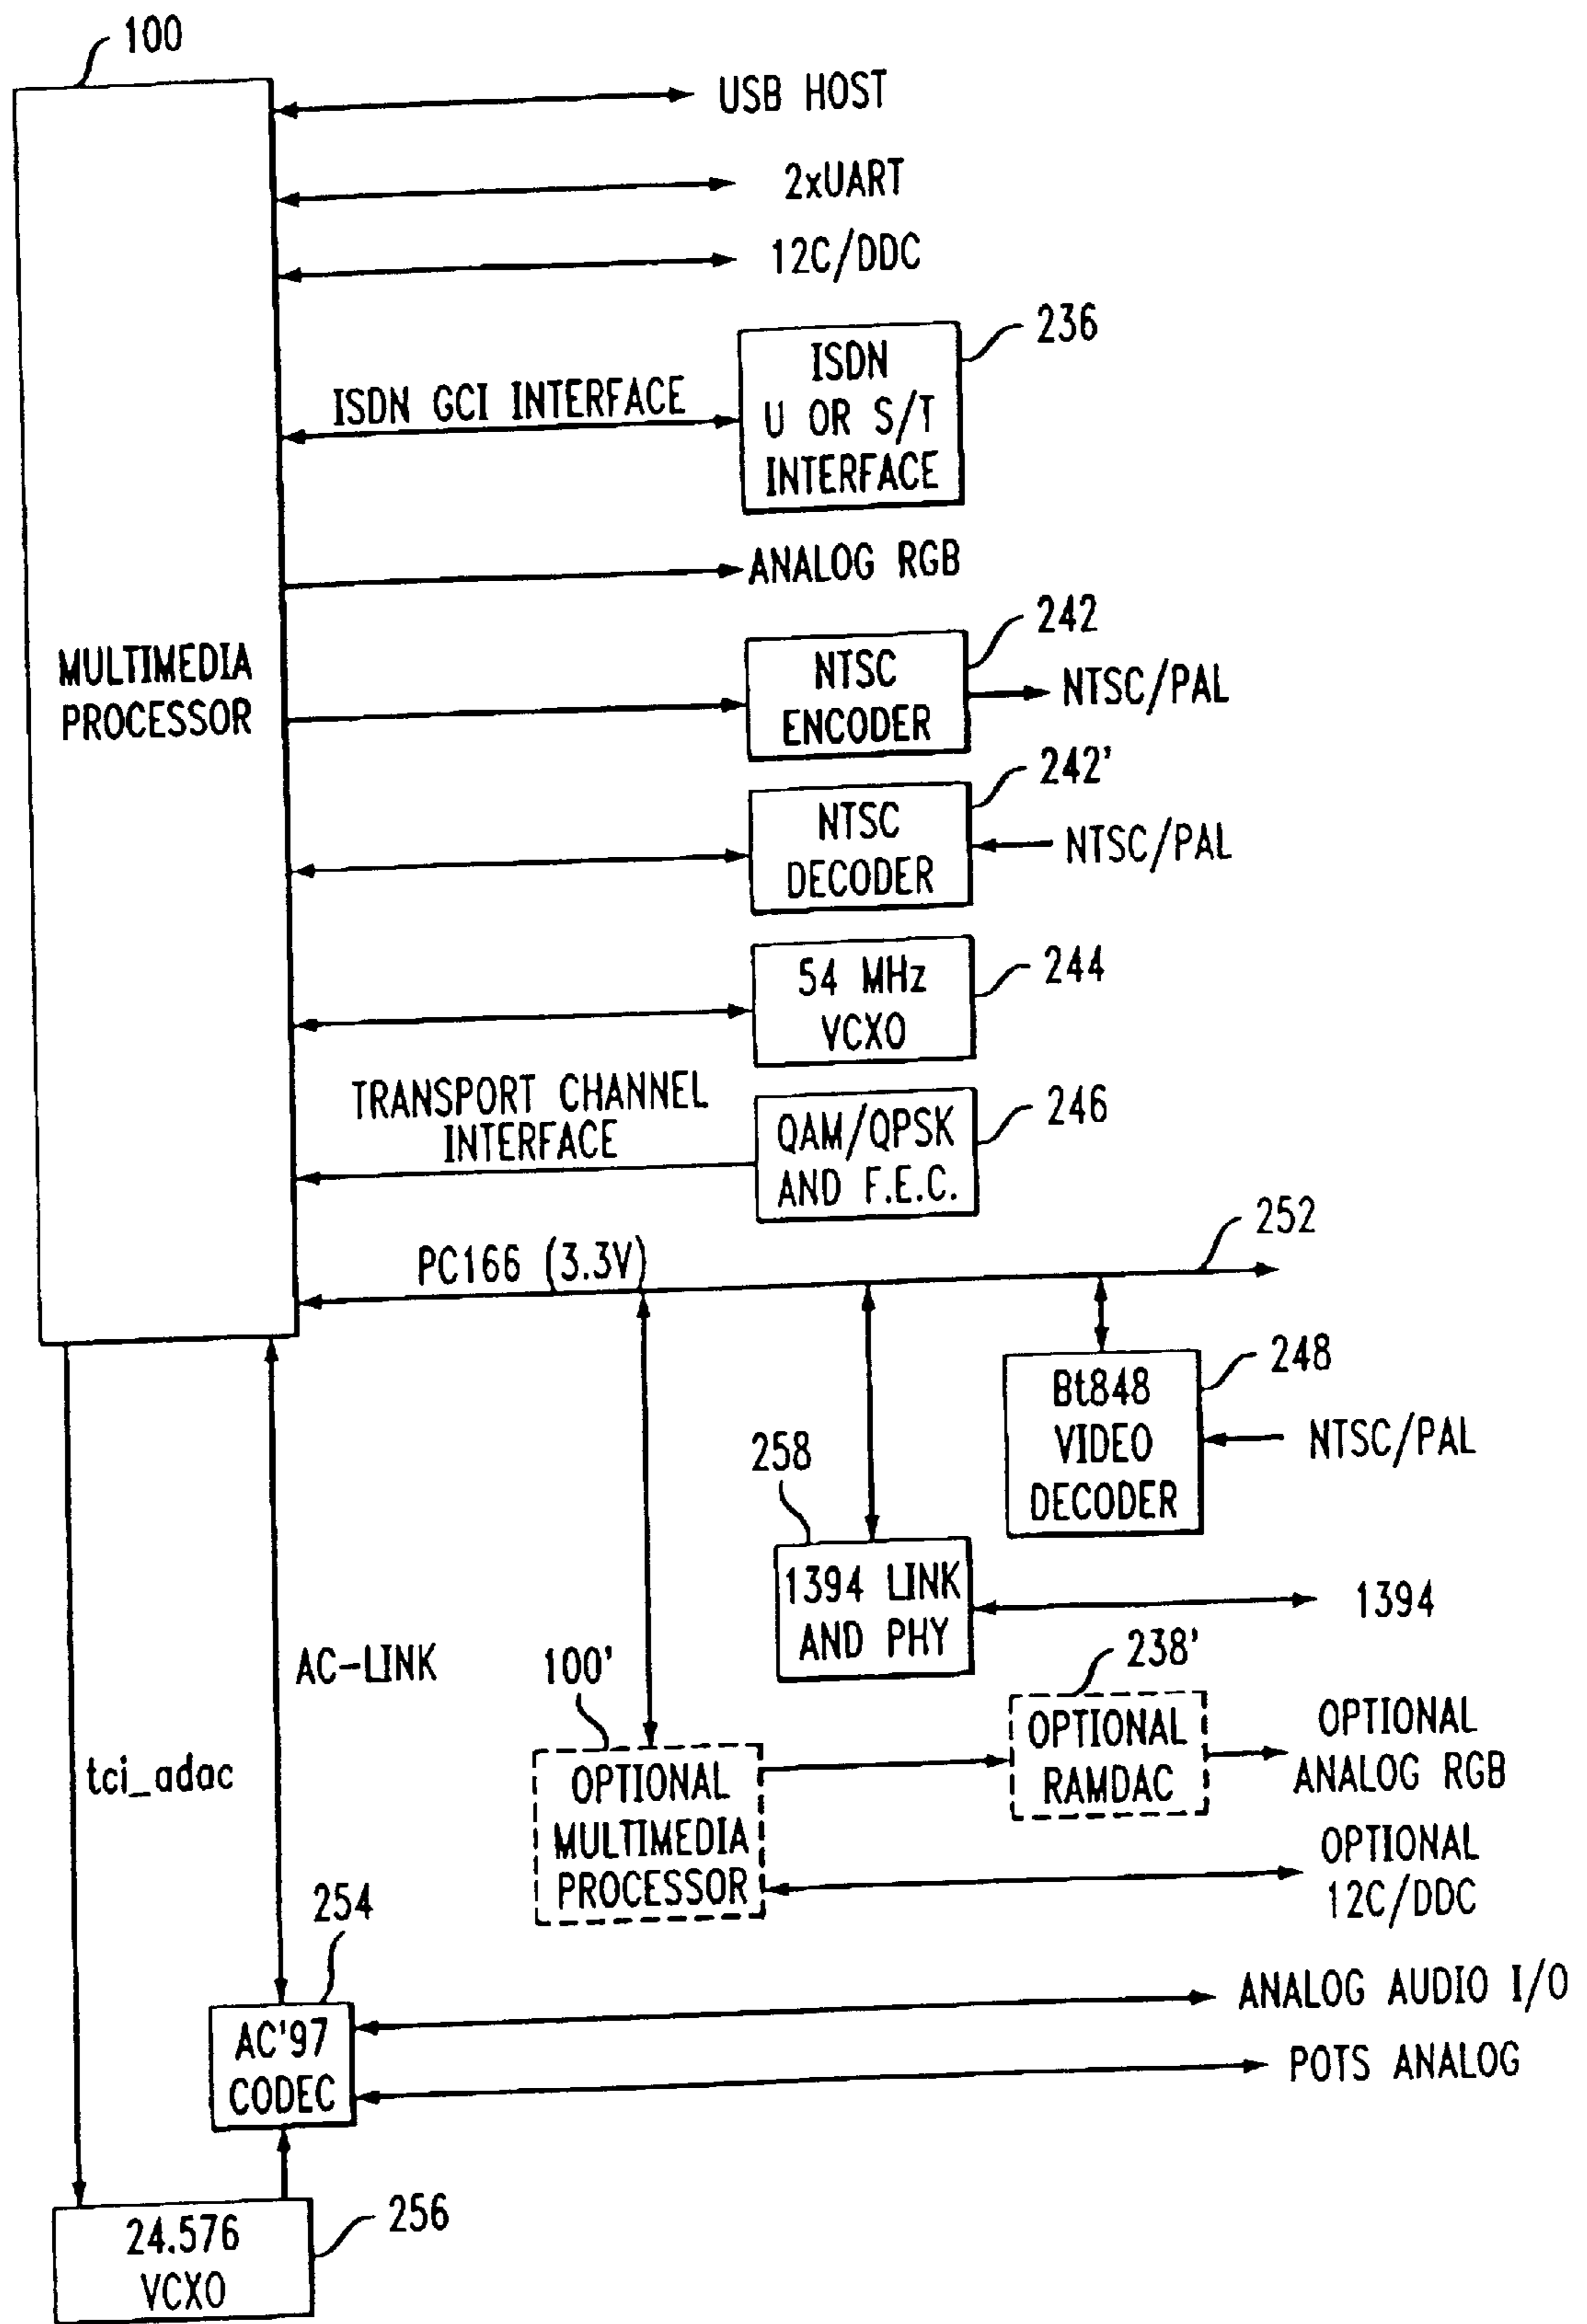 100
USB HOST
2xUART
12C/DDC
236
ISDN
U OR S/T
INTERFACE
ISDN GCI INTERFACE
ANALOG RGB
MULTIMEDIA
PROCESSOR
242
NTSC
ENCODER
NTSC/PAL
242'
NTSC
DECODER
NTSC/PAL
244
54 MHz
VCXO
TRANSPORT CHANNEL
INTERFACE
246
QAM/QPSK
AND F.E.C.
252
PC166 (3.3V)
248
Bt848
VIDEO
DECODER
NTSC/PAL
258
1394 LINK
AND PHY
1394
AC-LINK
100'
238'
OPTIONAL
RAMDAC
OPTIONAL
ANALOG RGB
tci_adac
OPTIONAL
MULTIMEDIA
PROCESSOR
OPTIONAL
12C/DDC
254
AC'97
CODEC
ANALOG AUDIO I/O
POTS ANALOG
256
24.576
VCXO